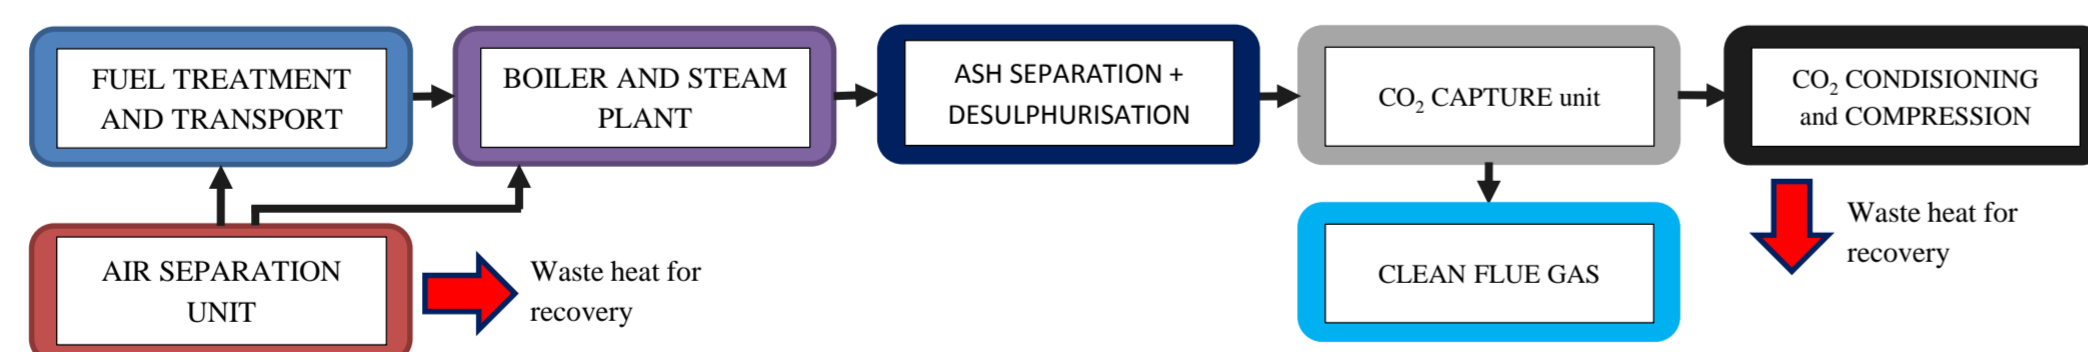 FUEL TREATMENT
AND TRANSPORT
BOILER AND STEAM
PLANT
ASH SEPARATION +
DESULPHURISATION
CO₂ CAPTURE unit
CO₂ CONDISIONING
and COMPRESSION
AIR SEPARATION
UNIT
Waste heat for
recovery
CLEAN FLUE GAS
Waste heat for
recovery